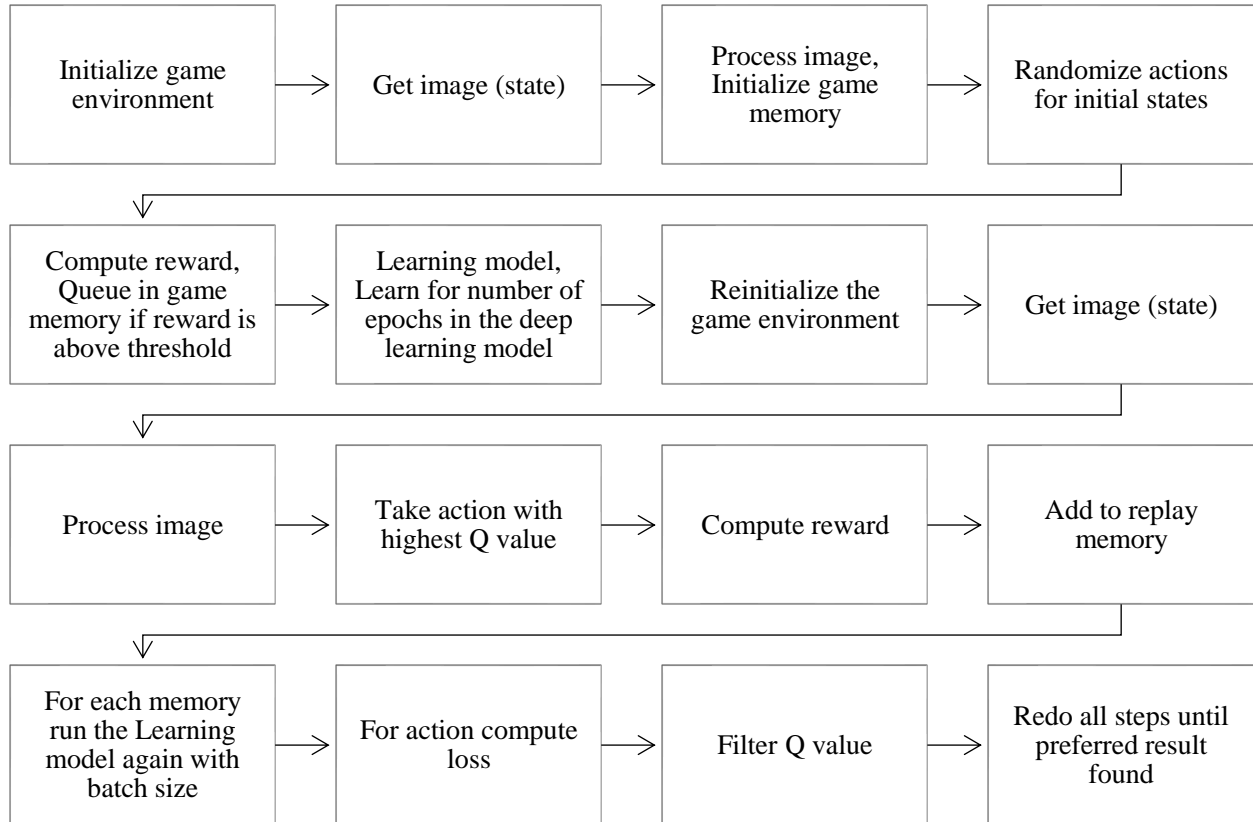 Initialize game
environment
Get image (state)
Process image,
Initialize game
memory
Randomize actions
for initial states
Compute reward,
Queue in game
memory if reward is
above threshold
Learning model,
Learn for number of
epochs in the deep
learning model
Reinitialize the
game environment
Get image (state)
Process image
Take action with
highest Q value
Compute reward
Add to replay
memory
For each memory
run the Learning
model again with
batch size
For action compute
loss
Filter Q value
Redo all steps until
preferred result
found